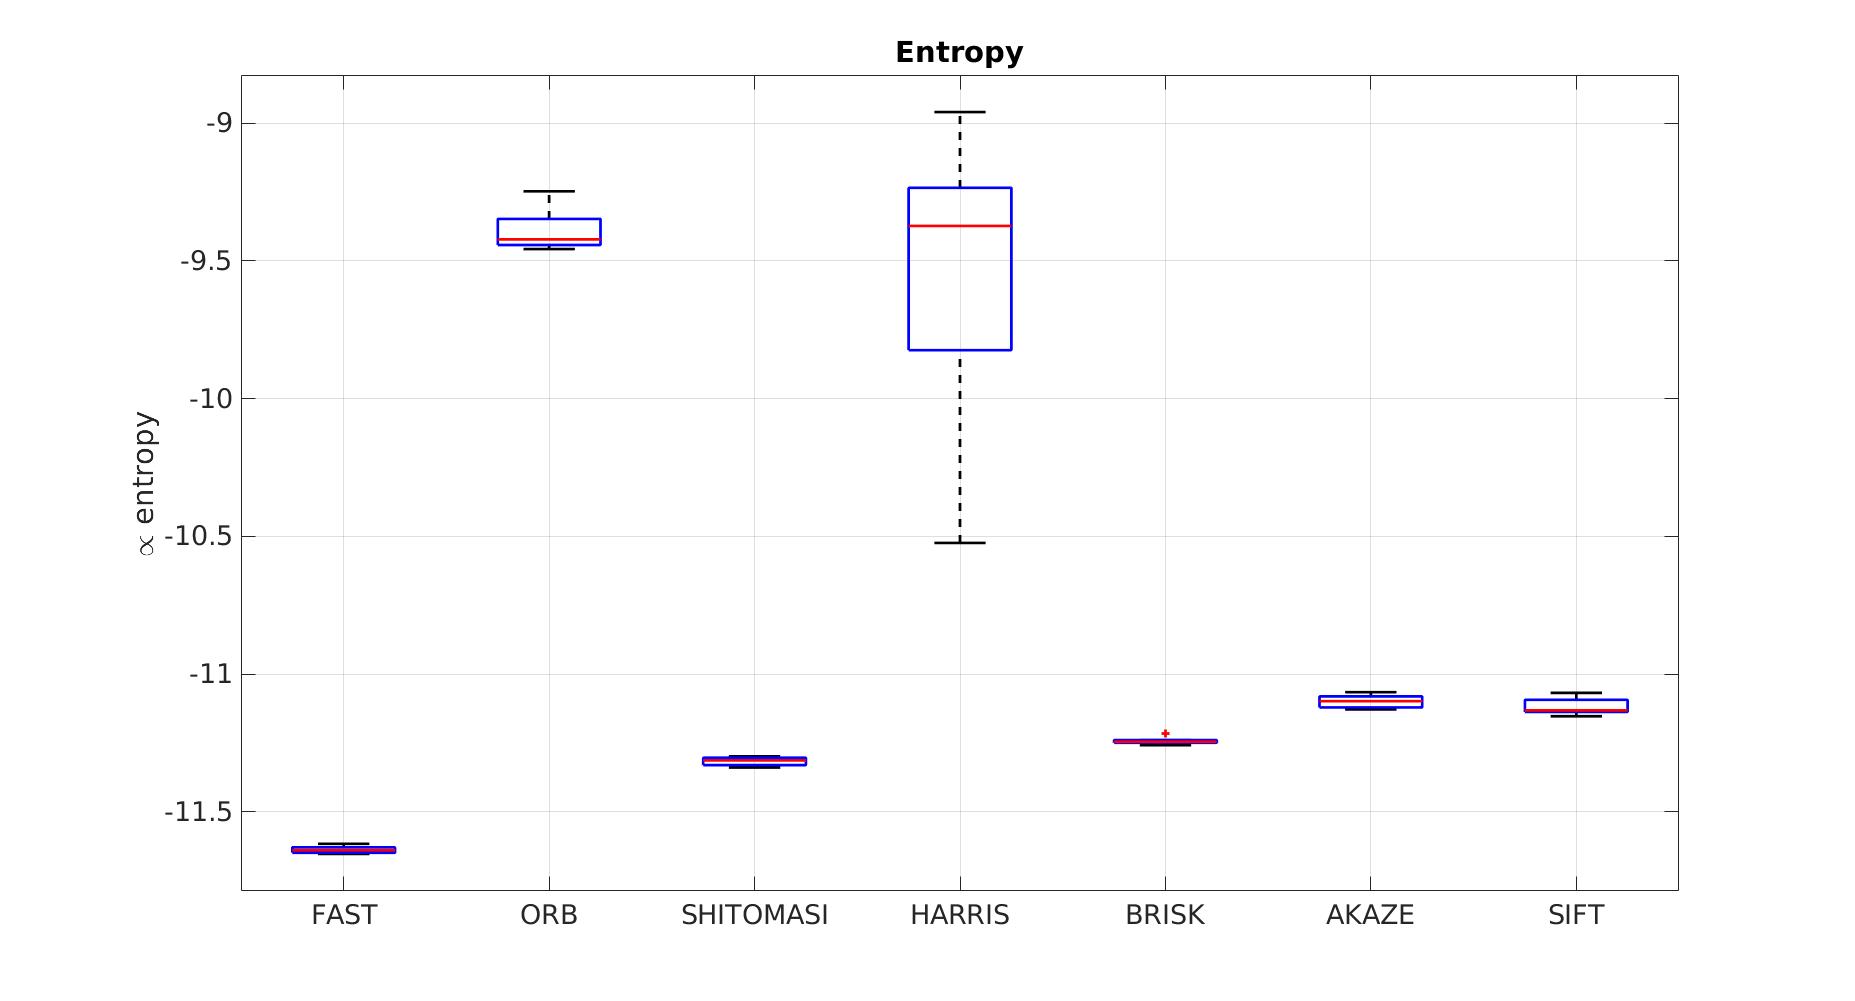 Entropy
∝ entropy
-9
-9.5
-10
-10.5
-11
-11.5
FAST ORB SHITOMASI HARRIS BRISK AKAZE SIFT